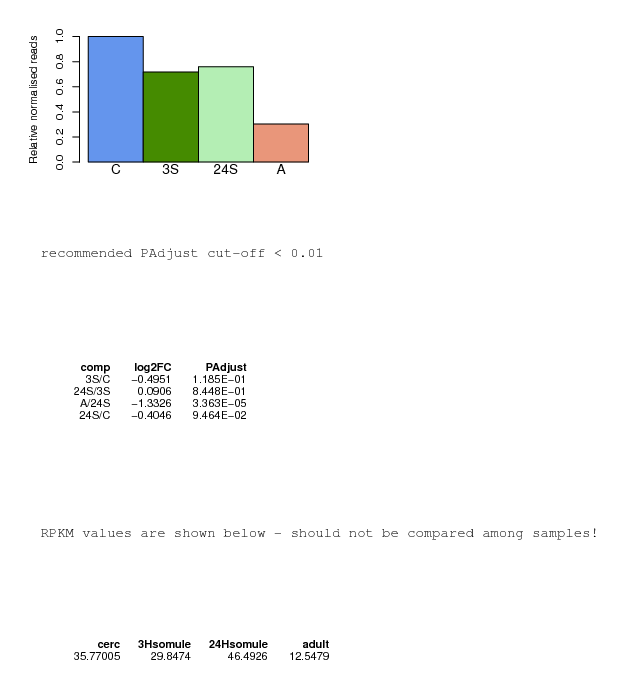 Relative normalised reads
1.0
0.8
0.6
0.4
0.2
0.0
C 3S 24S A
recommended PAdjust cut-off < 0.01
comp log2FC PAdjust
3S/C −0.4951 1.185E−01
24S/3S 0.0906 8.448E−01
A/24S −1.3326 3.363E−05
24S/C −0.4046 9.464E−02
RPKM values are shown below - should not be compared among samples!
cerc 3Hsomule 24Hsomule adult
35.77005 29.8474 46.4926 12.5479